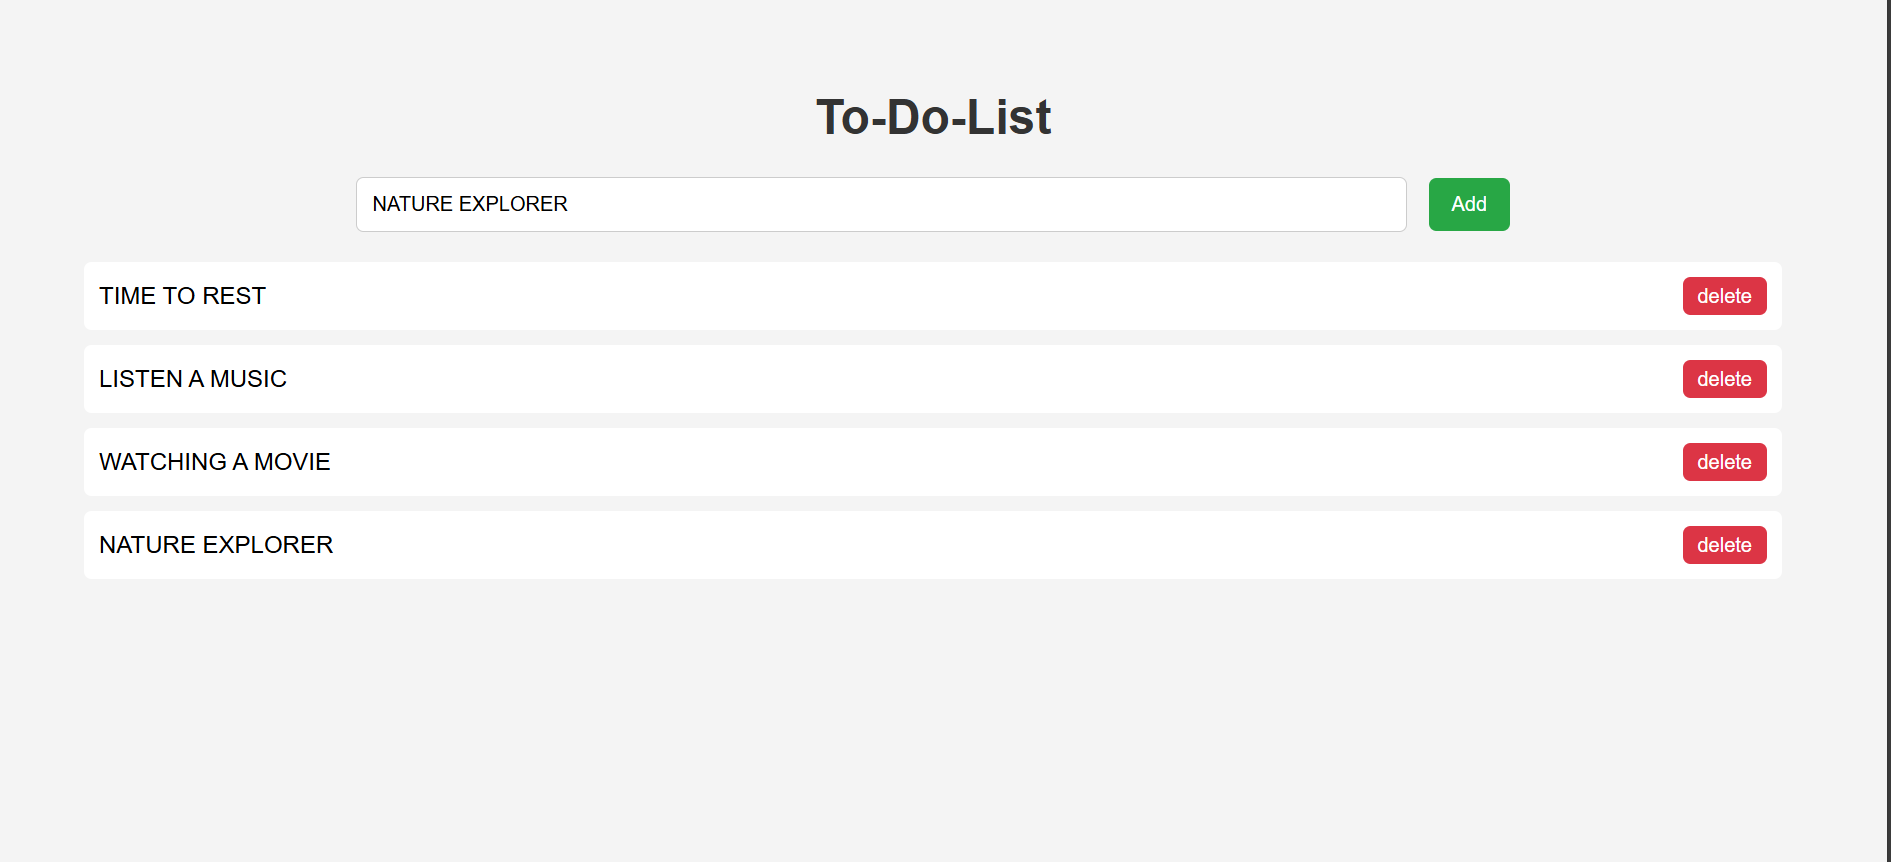 To-Do-List
NATURE EXPLORER Add
TIME TO REST delete
LISTEN A MUSIC delete
WATCHING A MOVIE delete
NATURE EXPLORER delete